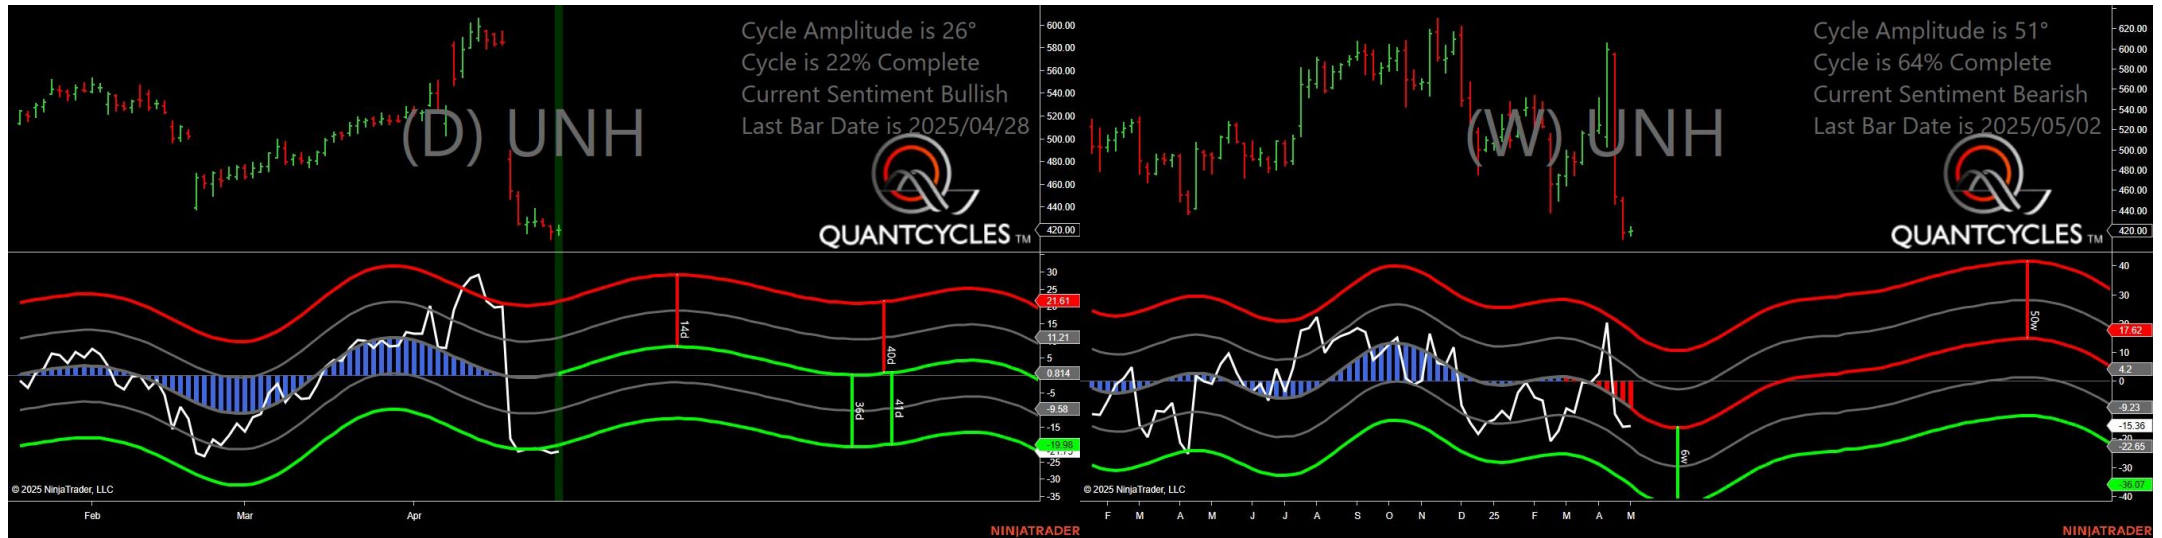 Cycle Amplitude is 26°
Cycle is 22% Complete
Current Sentiment Bullish
Last Bar Date is 2025/04/28
(D) UNH
QUANTCYCLES TM
600.00
580.00
560.00
540.00
520.00
500.00
480.00
460.00
440.00
420.00
30
25
21.61
15
11.21
5
0.814
-5
-9.58
-15
-19.98
-25
-30
-35
14d
40d
36d
41d
© 2025 NinjaTrader, LLC
Feb
Mar
Apr
NINJATRADER
Cycle Amplitude is 51°
Cycle is 64% Complete
Current Sentiment Bearish
Last Bar Date is 2025/05/02
(W) UNH
QUANTCYCLES TM
620.00
600.00
580.00
560.00
540.00
520.00
500.00
480.00
460.00
440.00
420.00
40
30
17.62
10
4.2
0
-9.23
-15.36
-22.65
-30
-36.07
-40
50w
6w
© 2025 NinjaTrader, LLC
F M A M J J A S O N D 25 F M A M
NINJATRADER